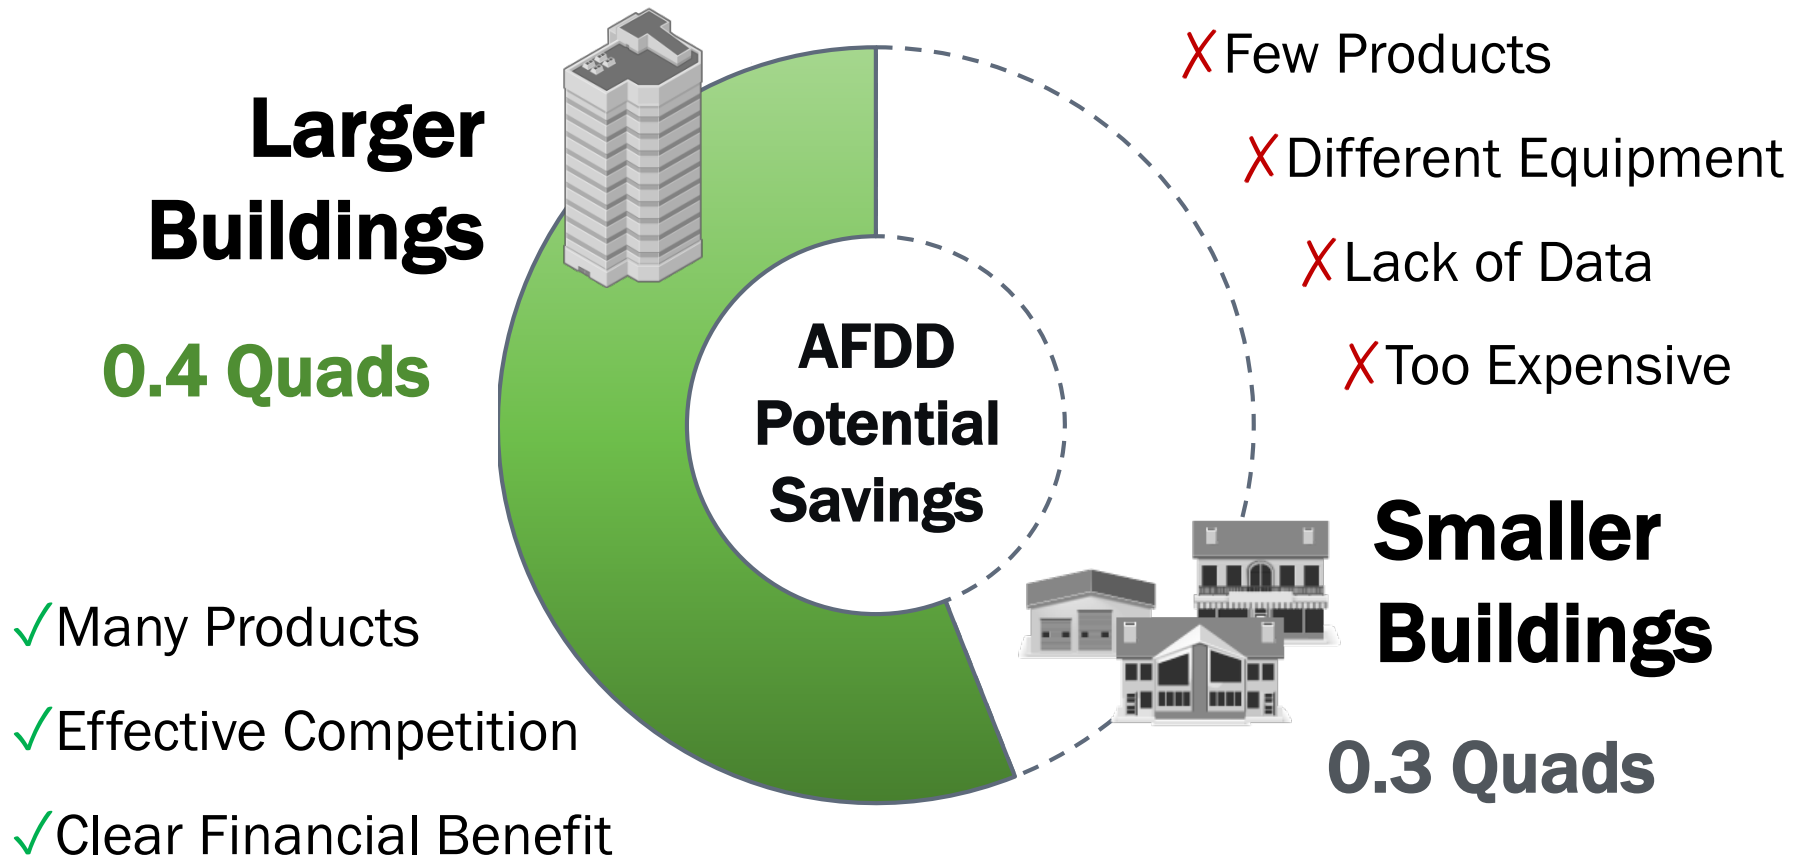 Larger
Buildings
0.4 Quads
✓Many Products
✓Effective Competition
✓Clear Financial Benefit
AFDD
Potential
Savings
✗Few Products
✗Different Equipment
✗Lack of Data
✗Too Expensive
Smaller
Buildings
0.3 Quads